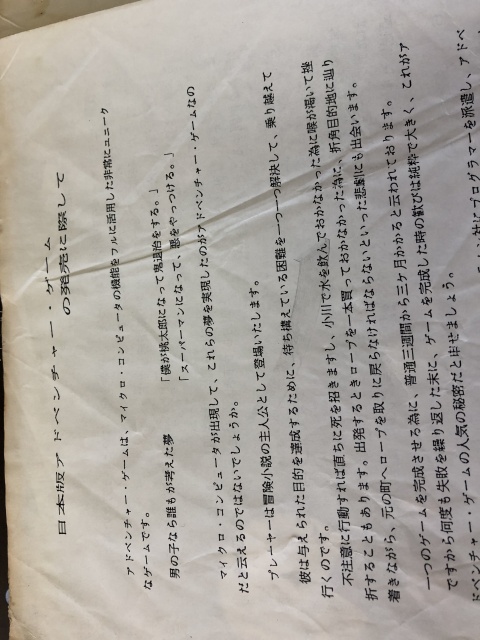 日本版アドベンチャー・ゲーム
の発売に際して
アドベンチャー・ゲームは、マイクロ・コンピュータの機能をフルに活用した非常にユニーク
なゲームです。
男の子なら誰もが考えた夢
「僕が桃太郎になって鬼退治をする。」
「スーパーマンになって、悪をやっつける。」
マイクロ・コンピュータが出現して、これらの夢を実現したのがアドベンチャー・ゲームなの
だと云えるのではないでしょうか。
プレーヤーは冒険小説の主人公として登場いたします。
彼は与えられた目的を達成するために、待ち構えている困難を一つ一つ解決して、乗り越えて
行くのです。
不注意に行動すれば直ちに死を招きますし、小川で水を飲んでおかなかった為に喉が渇いて挫
折することもあります。出発するときロープを一本買っておかなかった為に、折角目的地に辿り
着きながら、元の町へロープを取りに戻らなければならないといった悲劇にも出会います。
一つのゲームを完成させる為に、普通三週間から三ケ月かかると云われております。
ですから何度も失敗を繰り返した末に、ゲームを完成した時の歓びは純粋で大きく、これがア
ドベンチャー・ゲームの人気の秘密だと申せましょう。
にプログラマーを派遣し、アドベ